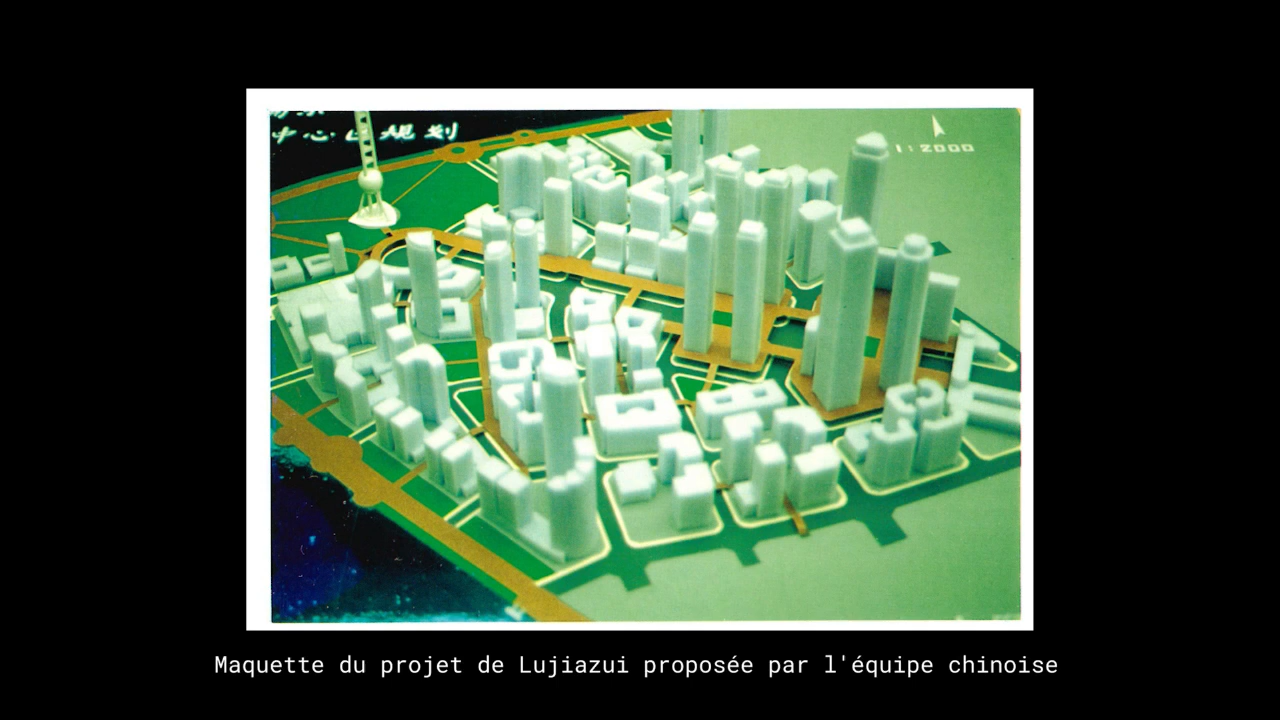 中心区规划
1:2000
Maquette du projet de Lujiazui proposée par l'équipe chinoise